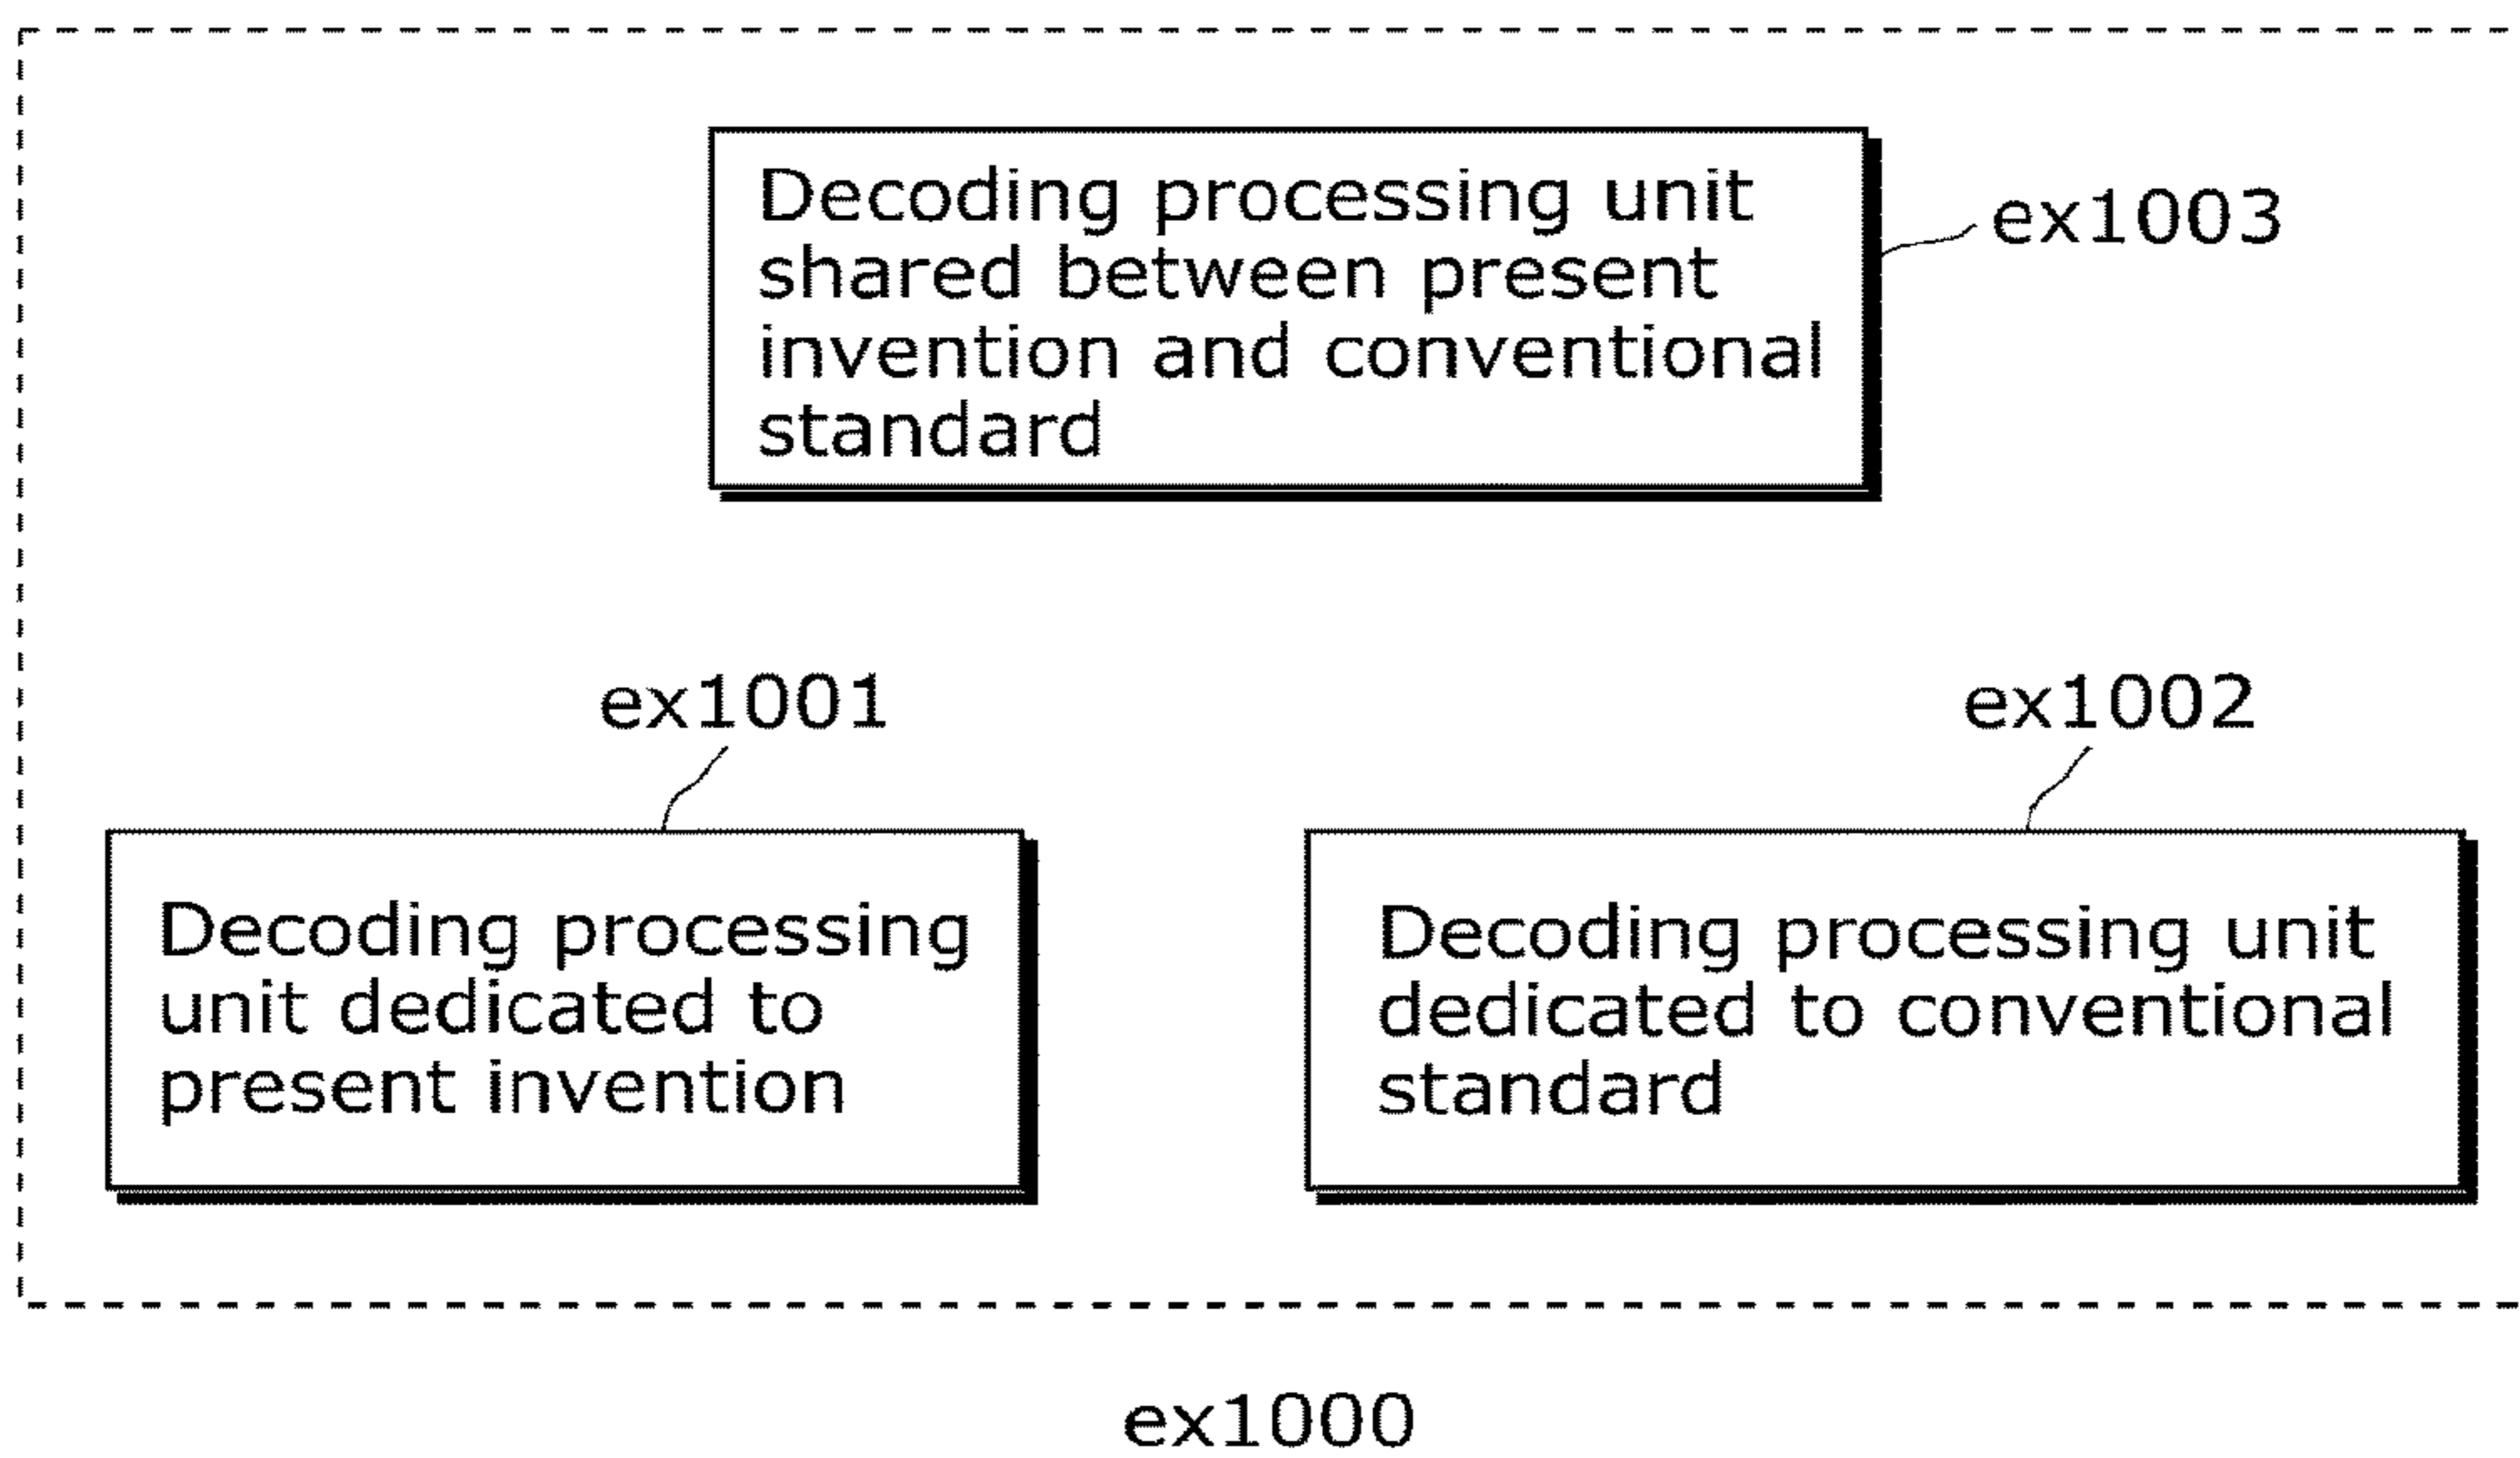 Decoding processing unit
shared between present
invention and conventional
standard
ex1003
ex1001
ex1002
Decoding processing
unit dedicated to
present invention
Decoding processing unit
dedicated to conventional
standard
ex1000